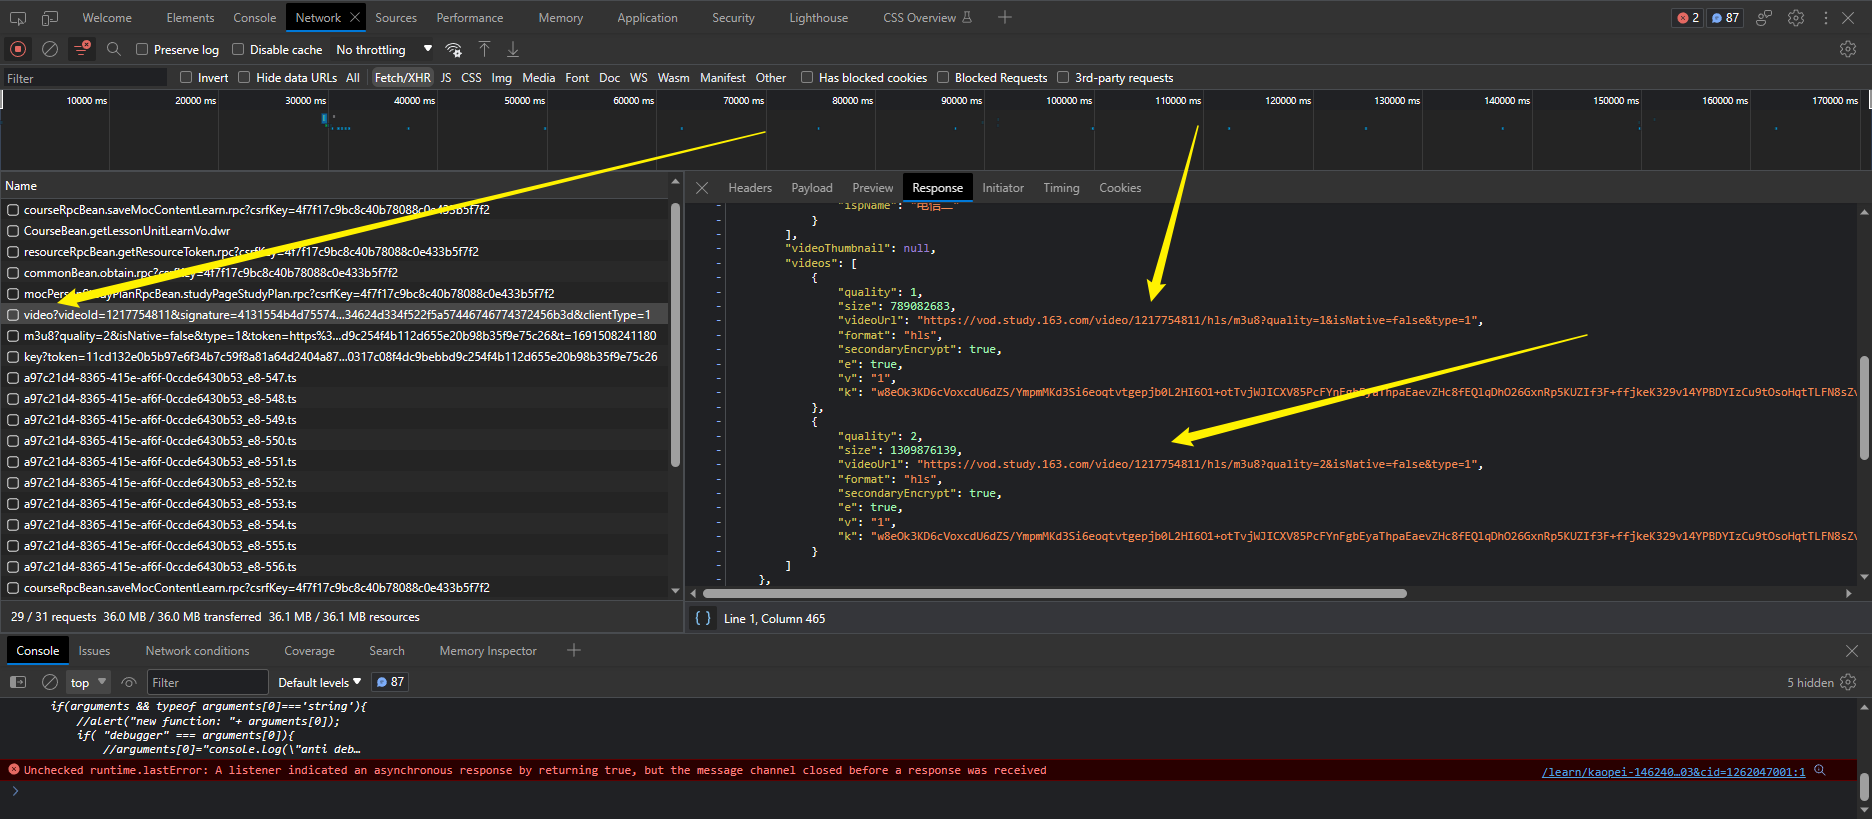 Welcome Elements Console Network Sources Performance Memory Application Security Lighthouse CSS Overview 2 87
Preserve log Disable cache No throttling
Filter Invert Hide data URLs All Fetch/XHR JS CSS Img Media Font Doc WS Wasm Manifest Other Has blocked cookies Blocked Requests 3rd-party requests
10000 ms 20000 ms 30000 ms 40000 ms 50000 ms 60000 ms 70000 ms 80000 ms 90000 ms 100000 ms 110000 ms 120000 ms 130000 ms 140000 ms 150000 ms 160000 ms 170000 ms
Name
courseRpcBean.saveMocContentLearn.rpc?csrfKey=4f7f17c9bc8c40b78088c0e433b5f7f2
CourseBean.getLessonUnitLearnVo.dwr
resourceRpcBean.getResourceToken.rpc?csrfKey=4f7f17c9bc8c40b78088c0e433b5f7f2
commonBean.obtain.rpc?csrfKey=4f7f17c9bc8c40b78088c0e433b5f7f2
mocPersonStudyPlanRpcBean.studyPageStudyPlan.rpc?csrfKey=4f7f17c9bc8c40b78088c0e433b5f7f2
video?videoId=1217754811&signature=4131554b4d75574...34624d334f522f5a57446746774372456b3d&clientType=1
m3u8?quality=2&isNative=false&type=1&token=https%3...d9c254f4b112d655e20b98b35f9e75c26&t=1691508241180
key?token=11cd132e0b5b97e6f34b7c59f8a81a64d2404a87...0317c08f4dc9bebbd9c254f4b112d655e20b98b35f9e75c26
a97c21d4-8365-415e-af6f-0ccde6430b53_e8-547.ts
a97c21d4-8365-415e-af6f-0ccde6430b53_e8-548.ts
a97c21d4-8365-415e-af6f-0ccde6430b53_e8-549.ts
a97c21d4-8365-415e-af6f-0ccde6430b53_e8-550.ts
a97c21d4-8365-415e-af6f-0ccde6430b53_e8-551.ts
a97c21d4-8365-415e-af6f-0ccde6430b53_e8-552.ts
a97c21d4-8365-415e-af6f-0ccde6430b53_e8-553.ts
a97c21d4-8365-415e-af6f-0ccde6430b53_e8-554.ts
a97c21d4-8365-415e-af6f-0ccde6430b53_e8-555.ts
a97c21d4-8365-415e-af6f-0ccde6430b53_e8-556.ts
courseRpcBean.saveMocContentLearn.rpc?csrfKey=4f7f17c9bc8c40b78088c0e433b5f7f2
29 / 31 requests 36.0 MB / 36.0 MB transferred 36.1 MB / 36.1 MB resources
Headers Payload Preview Response Initiator Timing Cookies
"ispName": "电信二"
}
],
"videoThumbnail": null,
"videos": [
{
"quality": 1,
"size": 789082683,
"videoUrl": "https://vod.study.163.com/video/1217754811/hls/m3u8?quality=1&isNative=false&type=1",
"format": "hls",
"secondaryEncrypt": true,
"e": true,
"v": "1",
"k": "w8eOk3KD6cVoxcdU6dZS/YmpmMKd3Si6eoqtvtgepjb0L2HI6O1+otTvjWJICXV85PcFYnFgbEyaThpaEaevZHc8fEQlqDhO26GxnRp5KUZIf3F+ffjkeK329v14YPBDYIzCu9tOsoHqtTLFN8sZv
},
{
"quality": 2,
"size": 1309876139,
"videoUrl": "https://vod.study.163.com/video/1217754811/hls/m3u8?quality=2&isNative=false&type=1",
"format": "hls",
"secondaryEncrypt": true,
"e": true,
"v": "1",
"k": "w8eOk3KD6cVoxcdU6dZS/YmpmMKd3Si6eoqtvtgepjb0L2HI6O1+otTvjWJICXV85PcFYnFgbEyaThpaEaevZHc8fEQlqDhO26GxnRp5KUZIf3F+ffjkeK329v14YPBDYIzCu9tOsoHqtTLFN8sZv
}
]
},
{ } Line 1, Column 465
Console Issues Network conditions Coverage Search Memory Inspector
top Filter Default levels 87 5 hidden
if(arguments && typeof arguments[0]==='string'){
//alert("new function: "+ arguments[0]);
if( "debugger" === arguments[0]){
//arguments[0]="console.Log(\"anti deb…
Unchecked runtime.lastError: A listener indicated an asynchronous response by returning true, but the message channel closed before a response was received /learn/kaopei-146240…03&cid=1262047001:1